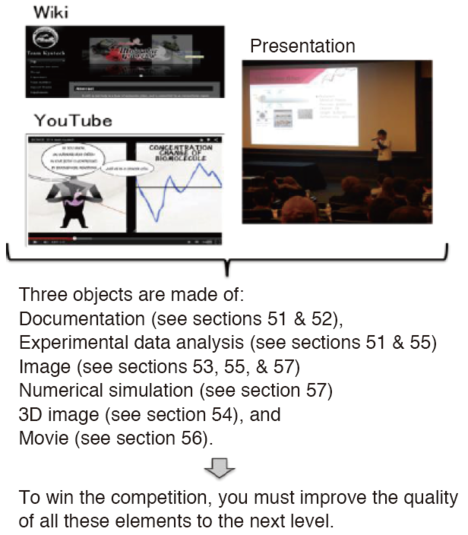 Wiki
Team Kantoch
Presentation
YouTube
CONCENTRATION
CHANGE OF
BIOMOLECULE
Three objects are made of:
Documentation (see sections 51 & 52),
Experimental data analysis (see sections 51 & 55)
Image (see sections 53, 55, & 57)
Numerical simulation (see section 57)
3D image (see section 54), and
Movie (see section 56).
To win the competition, you must improve the quality
of all these elements to the next level.